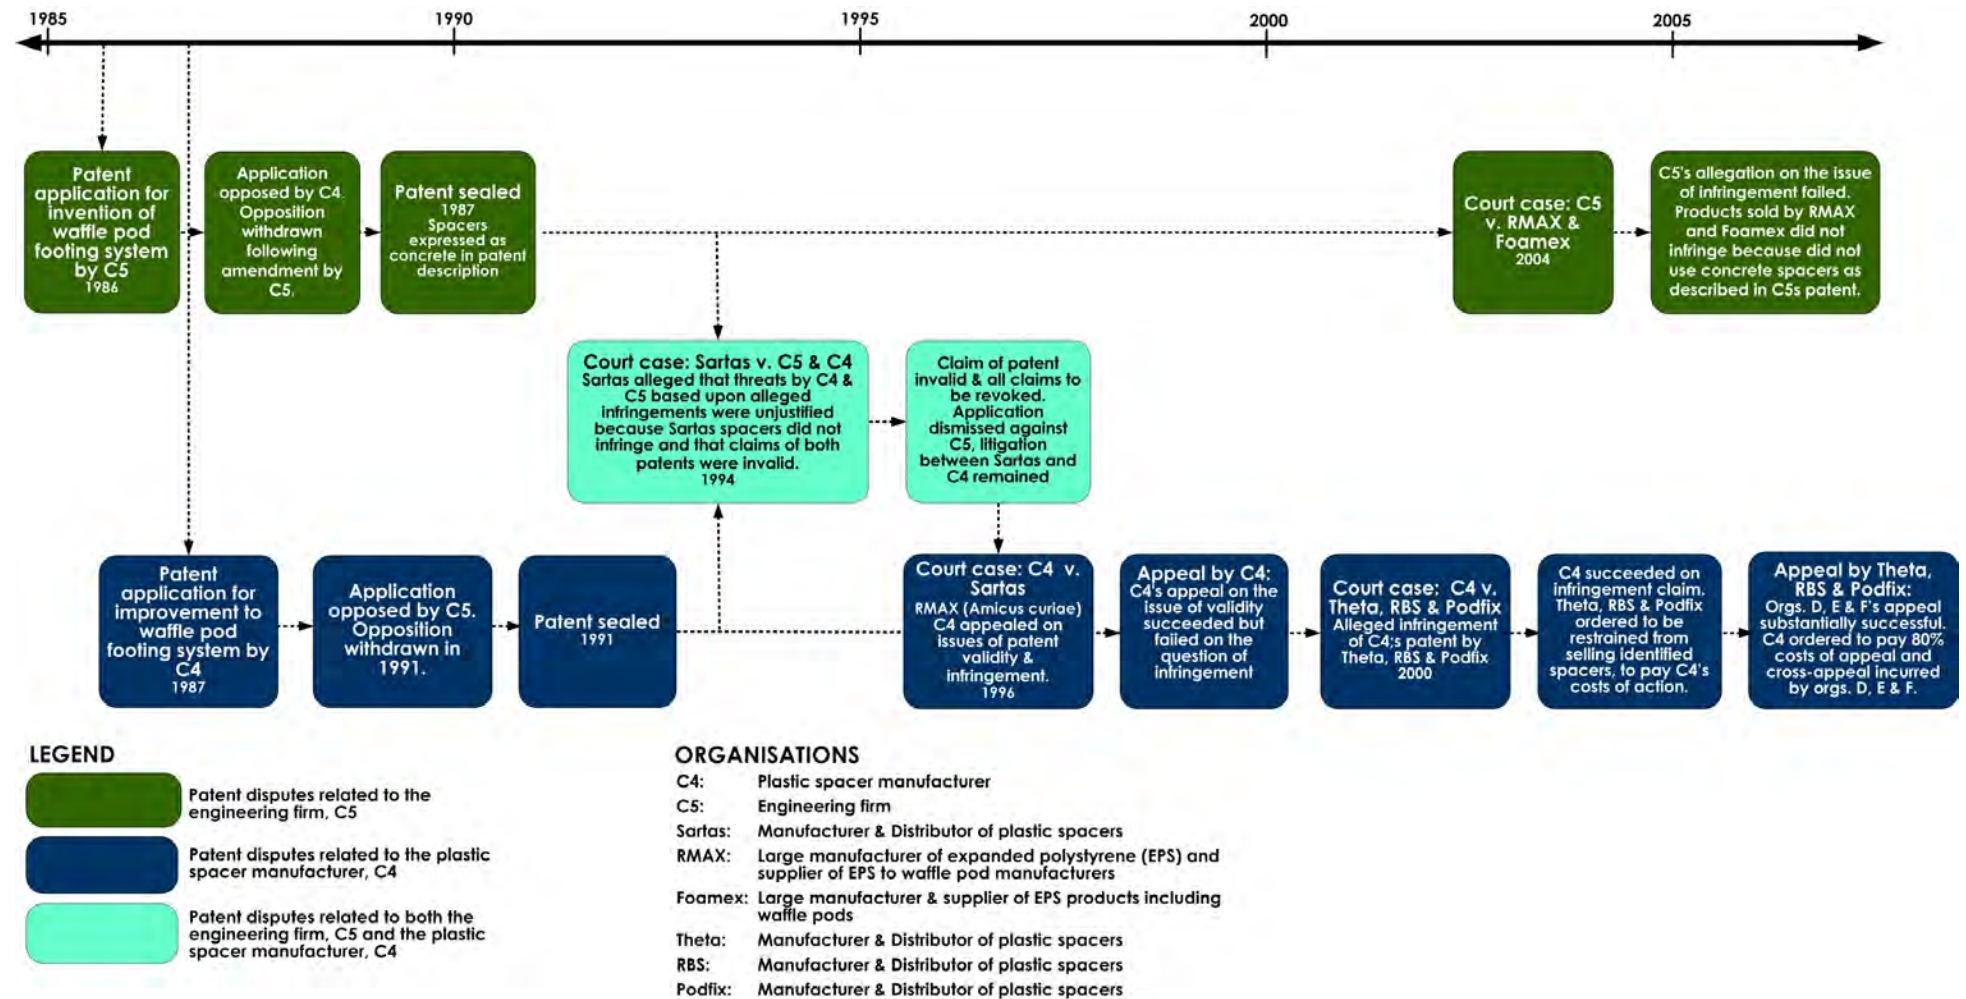 1985
1990
1995
2000
2005
Patent
application for
invention of
waffle pod
footing system
by C5
1986
Application
opposed by C4.
Opposition
withdrawn
following
amendment by
C5.
Patent sealed
1987
Spacers
expressed as
concrete in patent
description
Court case: C5
v. RMAX &
Foamex
2004
C5's allegation on the issue
of infringement failed.
Products sold by RMAX
and Foamex did not
infringe because did not
use concrete spacers as
described in C5s patent.
Court case: Sartas v. C5 & C4
Sartas alleged that threats by C4 &
C5 based upon alleged
infringements were unjustified
because Sartas spacers did not
infringe and that claims of both
patents were invalid.
1994
Claim of patent
invalid & all claims to
be revoked.
Application
dismissed against
C5, litigation
between Sartas and
C4 remained
Patent
application for
improvement to
waffle pod
footing system by
C4
1987
Application
opposed by C5.
Opposition
withdrawn in
1991.
Patent sealed
1991
Court case: C4 v.
Sartas
RMAX (Amicus curiae)
C4 appealed on
issues of patent
validity &
infringement.
1996
Appeal by C4:
C4's appeal on the
issue of validity
succeeded but
failed on the
question of
infringement
Court case: C4 v.
Theta, RBS & Podfix
Alleged infringement
of C4;s patent by
Theta, RBS & Podfix
2000
C4 succeeded on
infringement claim.
Theta, RBS & Podfix
ordered to be
restrained from
selling identified
spacers, to pay C4's
costs of action.
Appeal by Theta,
RBS & Podfix:
Orgs. D, E & F's appeal
substantially successful.
C4 ordered to pay 80%
costs of appeal and
cross-appeal incurred
by orgs. D, E & F.
LEGEND
Patent disputes related to the
engineering firm, C5
Patent disputes related to the plastic
spacer manufacturer, C4
Patent disputes related to both the
engineering firm, C5 and the plastic
spacer manufacturer, C4
ORGANISATIONS
C4: Plastic spacer manufacturer
C5: Engineering firm
Sartas: Manufacturer & Distributor of plastic spacers
RMAX: Large manufacturer of expanded polystyrene (EPS) and
supplier of EPS to waffle pod manufacturers
Foamex: Large manufacturer & supplier of EPS products including
waffle pods
Theta: Manufacturer & Distributor of plastic spacers
RBS: Manufacturer & Distributor of plastic spacers
Podfix: Manufacturer & Distributor of plastic spacers